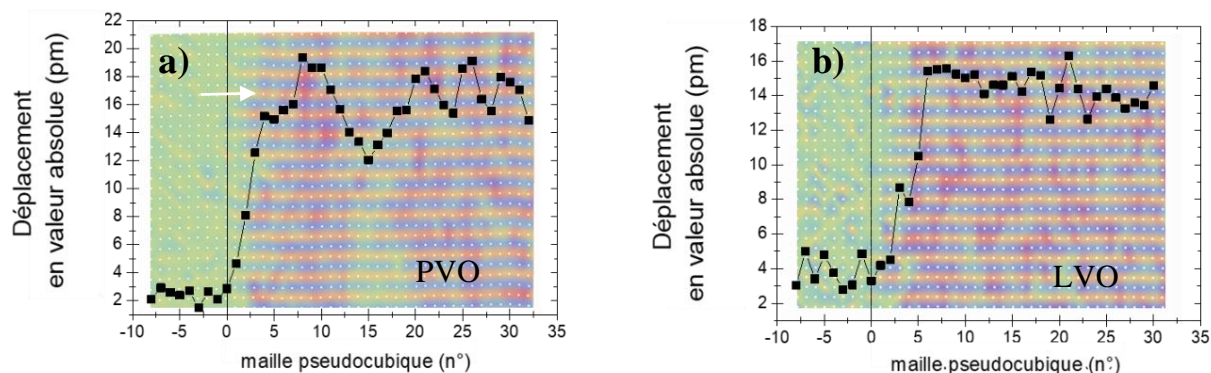 a)
Déplacement
en valeur absolue (pm)
22
20
18
16
14
12
10
8
6
4
2
PVO
-10 -5 0 5 10 15 20 25 30 35
maille pseudocubique (n°)
b)
Déplacement
en valeur absolue (pm)
18
16
14
12
10
8
6
4
2
LVO
-10 -5 0 5 10 15 20 25 30 35
maille pseudocubique (n°)